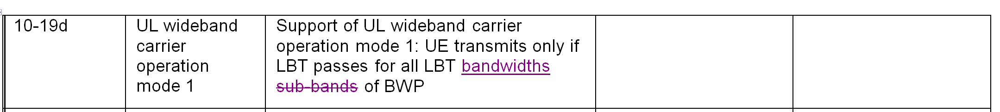 10-19d
UL wideband
carrier
operation
mode 1
Support of UL wideband carrier
operation mode 1: UE transmits only if
LBT passes for all LBT bandwidths
sub-bands of BWP